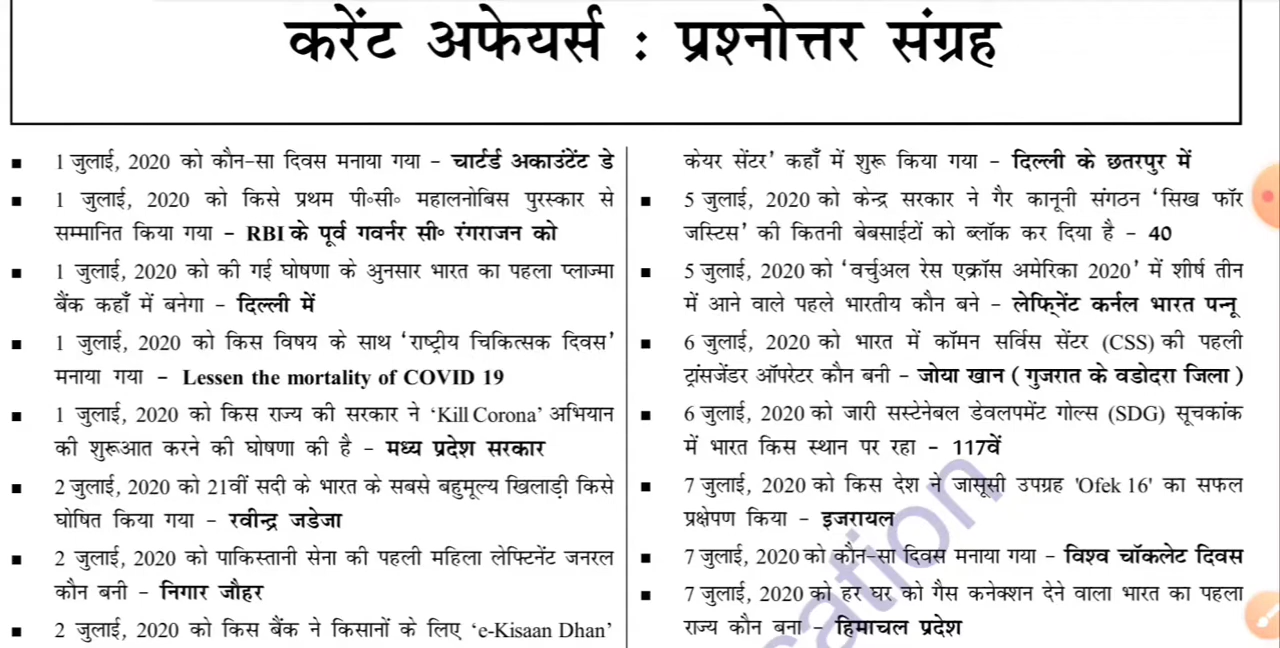 करेंट अफेयर्स : प्रश्नोत्तर संग्रह
■ 1 जुलाई, 2020 को कौन-सा दिवस मनाया गया – चार्टर्ड अकाउंटेंट डे
■ 1 जुलाई, 2020 को किसे प्रथम पी॰सी॰ महालनोबिस पुरस्कार से
सम्मानित किया गया – RBI के पूर्व गवर्नर सी॰ रंगराजन को
■ 1 जुलाई, 2020 को की गई घोषणा के अुनसार भारत का पहला प्लाज्मा
बैंक कहाँ में बनेगा – दिल्ली में
■ 1 जुलाई, 2020 को किस विषय के साथ ‘राष्ट्रीय चिकित्सक दिवस’
मनाया गया – Lessen the mortality of COVID 19
■ 1 जुलाई, 2020 को किस राज्य की सरकार ने ‘Kill Corona’ अभियान
की शुरूआत करने की घोषणा की है – मध्य प्रदेश सरकार
■ 2 जुलाई, 2020 को 21वीं सदी के भारत के सबसे बहुमूल्य खिलाड़ी किसे
घोषित किया गया – रवीन्द्र जडेजा
■ 2 जुलाई, 2020 को पाकिस्तानी सेना की पहली महिला लेफ्टिनेंट जनरल
कौन बनी – निगार जौहर
■ 2 जुलाई, 2020 को किस बैंक ने किसानों के लिए ‘e-Kisaan Dhan’
केयर सेंटर’ कहाँ में शुरू किया गया – दिल्ली के छतरपुर में
■ 5 जुलाई, 2020 को केन्द्र सरकार ने गैर कानूनी संगठन ‘सिख फॉर
जस्टिस’ की कितनी बेबसाईटों को ब्लॉक कर दिया है – 40
■ 5 जुलाई, 2020 को ‘वर्चुअल रेस एक्रॉस अमेरिका 2020’ में शीर्ष तीन
में आने वाले पहले भारतीय कौन बने – लेफ्निेंट कर्नल भारत पन्नू
■ 6 जुलाई, 2020 को भारत में कॉमन सर्विस सेंटर (CSS) की पहली
ट्रांसजेंडर ऑपरेटर कौन बनी – जोया खान ( गुजरात के वडोदरा जिला )
■ 6 जुलाई, 2020 को जारी सस्टेनेबल डेवलपमेंट गोल्स (SDG) सूचकांक
में भारत किस स्थान पर रहा – 117वें
■ 7 जुलाई, 2020 को किस देश ने जासूसी उपग्रह 'Ofek 16' का सफल
प्रक्षेपण किया – इजरायल
■ 7 जुलाई, 2020 को कौन-सा दिवस मनाया गया – विश्व चॉकलेट दिवस
■ 7 जुलाई, 2020 को हर घर को गैस कनेक्शन देने वाला भारत का पहला
राज्य कौन बना – हिमाचल प्रदेश